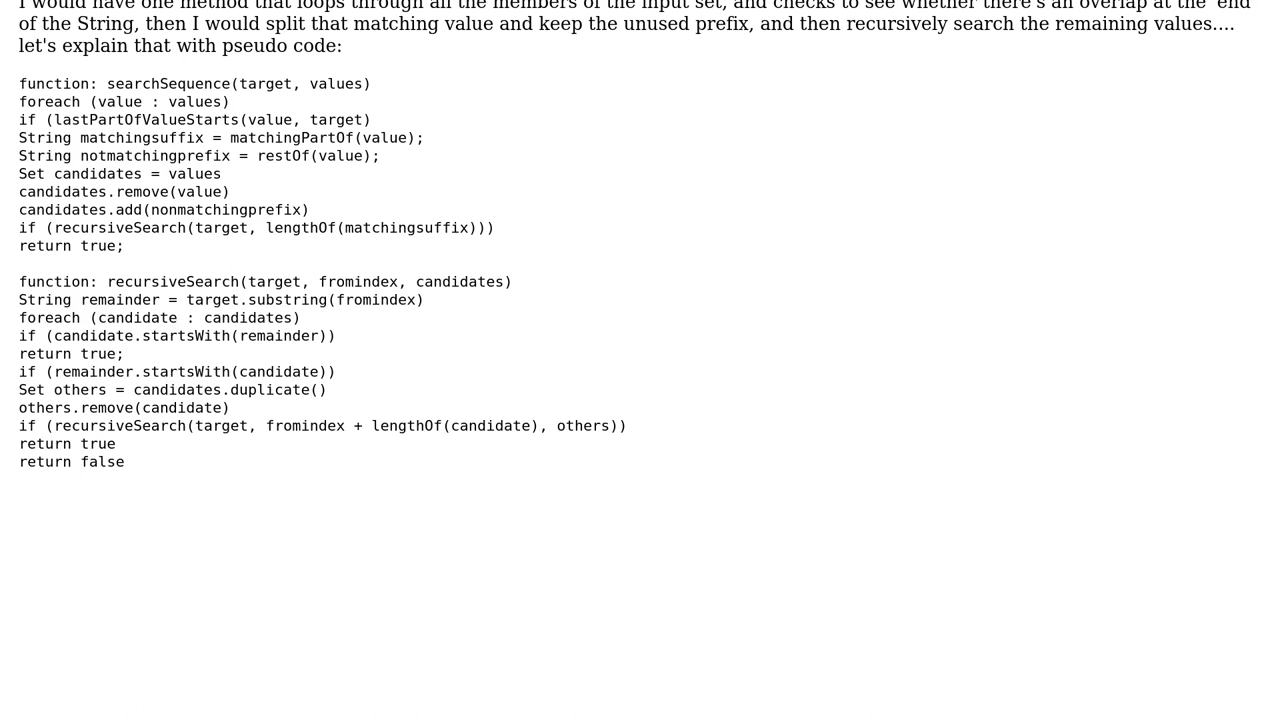 I would have one method that loops through all the members of the input set, and checks to see whether there's an overlap at the 'end'
of the String, then I would split that matching value and keep the unused prefix, and then recursively search the remaining values....
let's explain that with pseudo code:
function: searchSequence(target, values)
foreach (value : values)
if (lastPartOfValueStarts(value, target)
String matchingsuffix = matchingPartOf(value);
String notmatchingprefix = restOf(value);
Set candidates = values
candidates.remove(value)
candidates.add(nonmatchingprefix)
if (recursiveSearch(target, lengthOf(matchingsuffix)))
return true;
function: recursiveSearch(target, fromindex, candidates)
String remainder = target.substring(fromindex)
foreach (candidate : candidates)
if (candidate.startsWith(remainder))
return true;
if (remainder.startsWith(candidate))
Set others = candidates.duplicate()
others.remove(candidate)
if (recursiveSearch(target, fromindex + lengthOf(candidate), others))
return true
return false